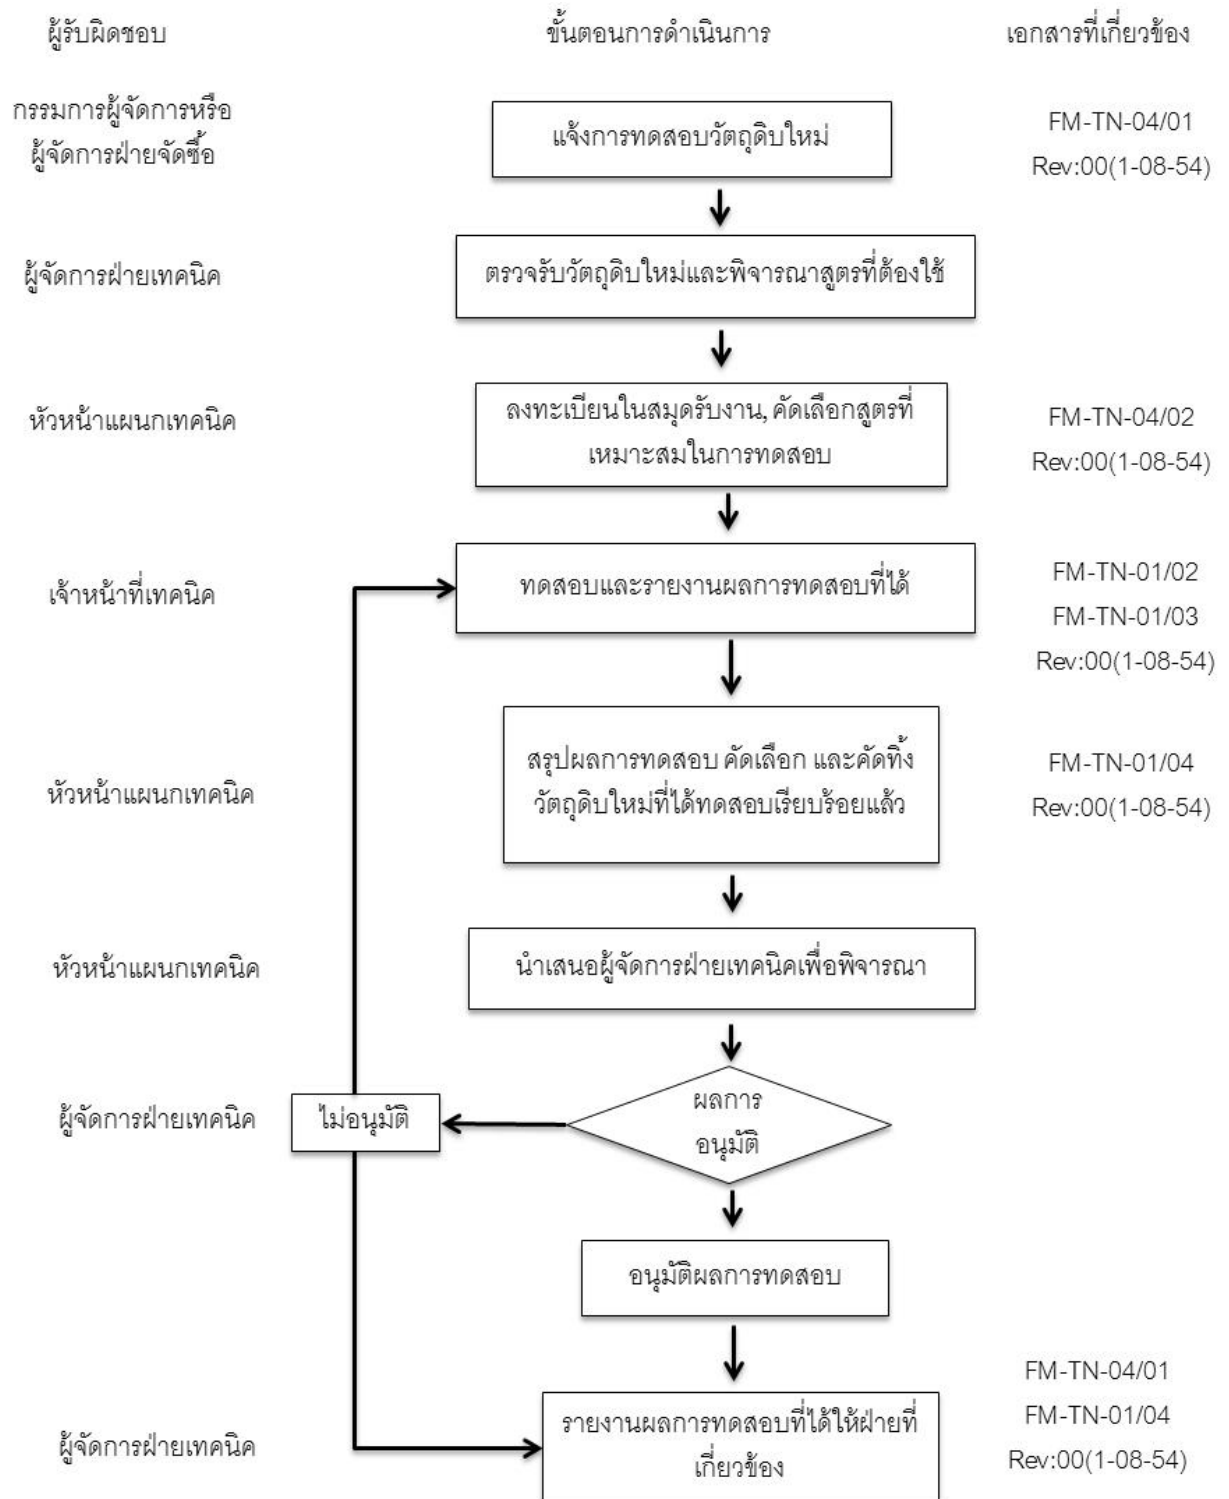 ผู้รับผิดชอบ
ขั้นตอนการดำเนินการ
เอกสารที่เกี่ยวข้อง
กรรมการผู้จัดการหรือ
ผู้จัดการฝ่ายจัดซื้อ
แจ้งการทดสอบวัตถุดิบใหม่
FM-TN-04/01
Rev:00(1-08-54)
ผู้จัดการฝ่ายเทคนิค
ตรวจรับวัตถุดิบใหม่และพิจารณาสูตรที่ต้องใช้
หัวหน้าแผนกเทคนิค
ลงทะเบียนในสมุดรับงาน, คัดเลือกสูตรที่
เหมาะสมในการทดสอบ
FM-TN-04/02
Rev:00(1-08-54)
เจ้าหน้าที่เทคนิค
ทดสอบและรายงานผลการทดสอบที่ได้
FM-TN-01/02
FM-TN-01/03
Rev:00(1-08-54)
หัวหน้าแผนกเทคนิค
สรุปผลการทดสอบ คัดเลือก และคัดทิ้ง
วัตถุดิบใหม่ที่ได้ทดสอบเรียบร้อยแล้ว
FM-TN-01/04
Rev:00(1-08-54)
หัวหน้าแผนกเทคนิค
นำเสนอผู้จัดการฝ่ายเทคนิคเพื่อพิจารณา
ผู้จัดการฝ่ายเทคนิค
ไม่อนุมัติ
ผลการ
อนุมัติ
อนุมัติผลการทดสอบ
ผู้จัดการฝ่ายเทคนิค
รายงานผลการทดสอบที่ได้ให้ฝ่ายที่
เกี่ยวข้อง
FM-TN-04/01
FM-TN-01/04
Rev:00(1-08-54)